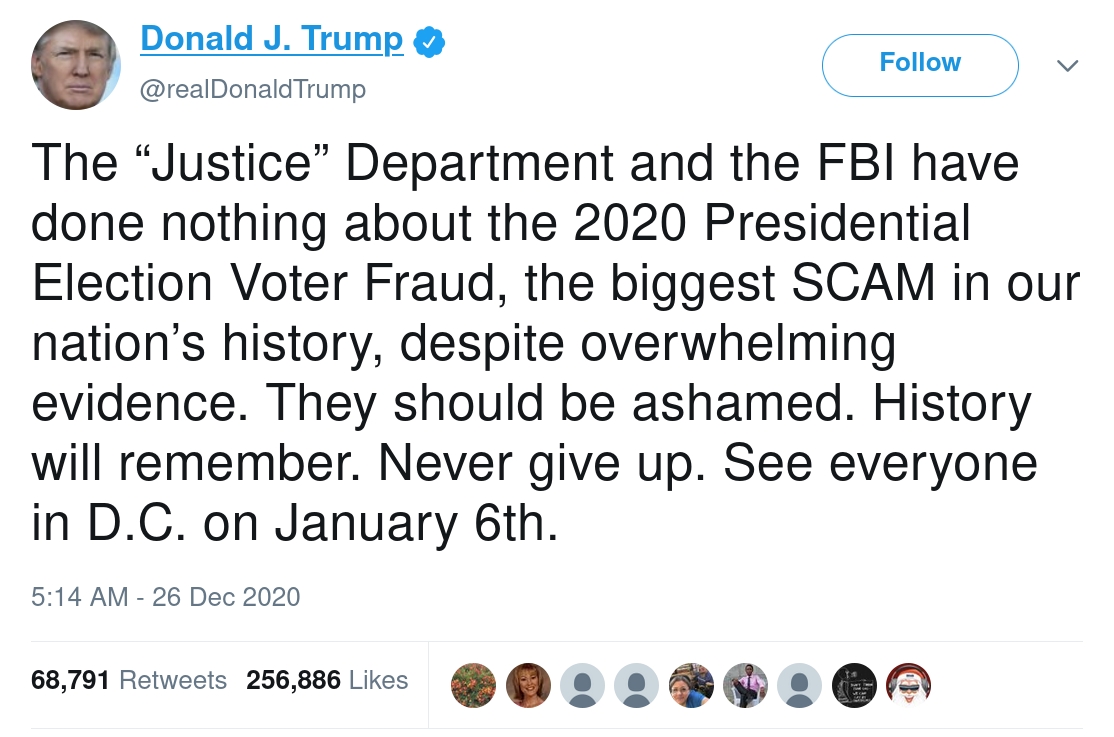 Donald J. Trump
@realDonaldTrump
Follow
The “Justice” Department and the FBI have
done nothing about the 2020 Presidential
Election Voter Fraud, the biggest SCAM in our
nation’s history, despite overwhelming
evidence. They should be ashamed. History
will remember. Never give up. See everyone
in D.C. on January 6th.
5:14 AM - 26 Dec 2020
68,791 Retweets 256,886 Likes